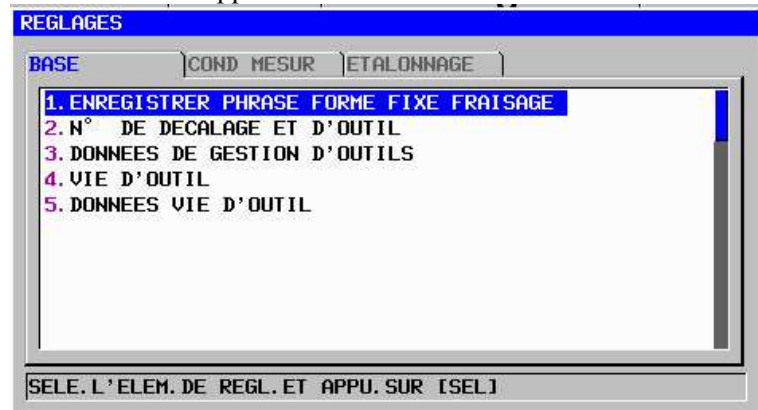 REGLAGES
BASE COND MESUR ETALONNAGE
1. ENREGISTRER PHRASE FORME FIXE FRAISAGE
2. N° DE DECALAGE ET D'OUTIL
3. DONNEES DE GESTION D'OUTILS
4. VIE D'OUTIL
5. DONNEES VIE D'OUTIL
SELE.L'ELEM.DE REGL.ET APPU.SUR [SEL]